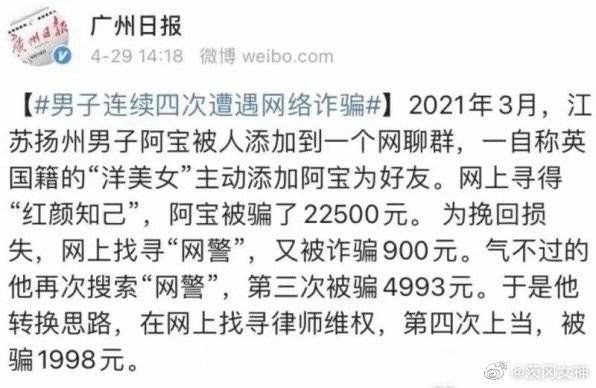 广州日报
广州日报
4-29 14:18 微博 weibo.com
【#男子连续四次遭遇网络诈骗#】2021年3月，江
苏扬州男子阿宝被人添加到一个网聊群，一自称英
国籍的“洋美女”主动添加阿宝为好友。网上寻得
“红颜知己”，阿宝被骗了22500元。 为挽回损
失，网上找寻“网警”，又被诈骗900元。气不过的
他再次搜索“网警”，第三次被骗4993元。于是他
转换思路，在网上找寻律师维权，第四次上当，被
骗1998元。
@茨冈女神